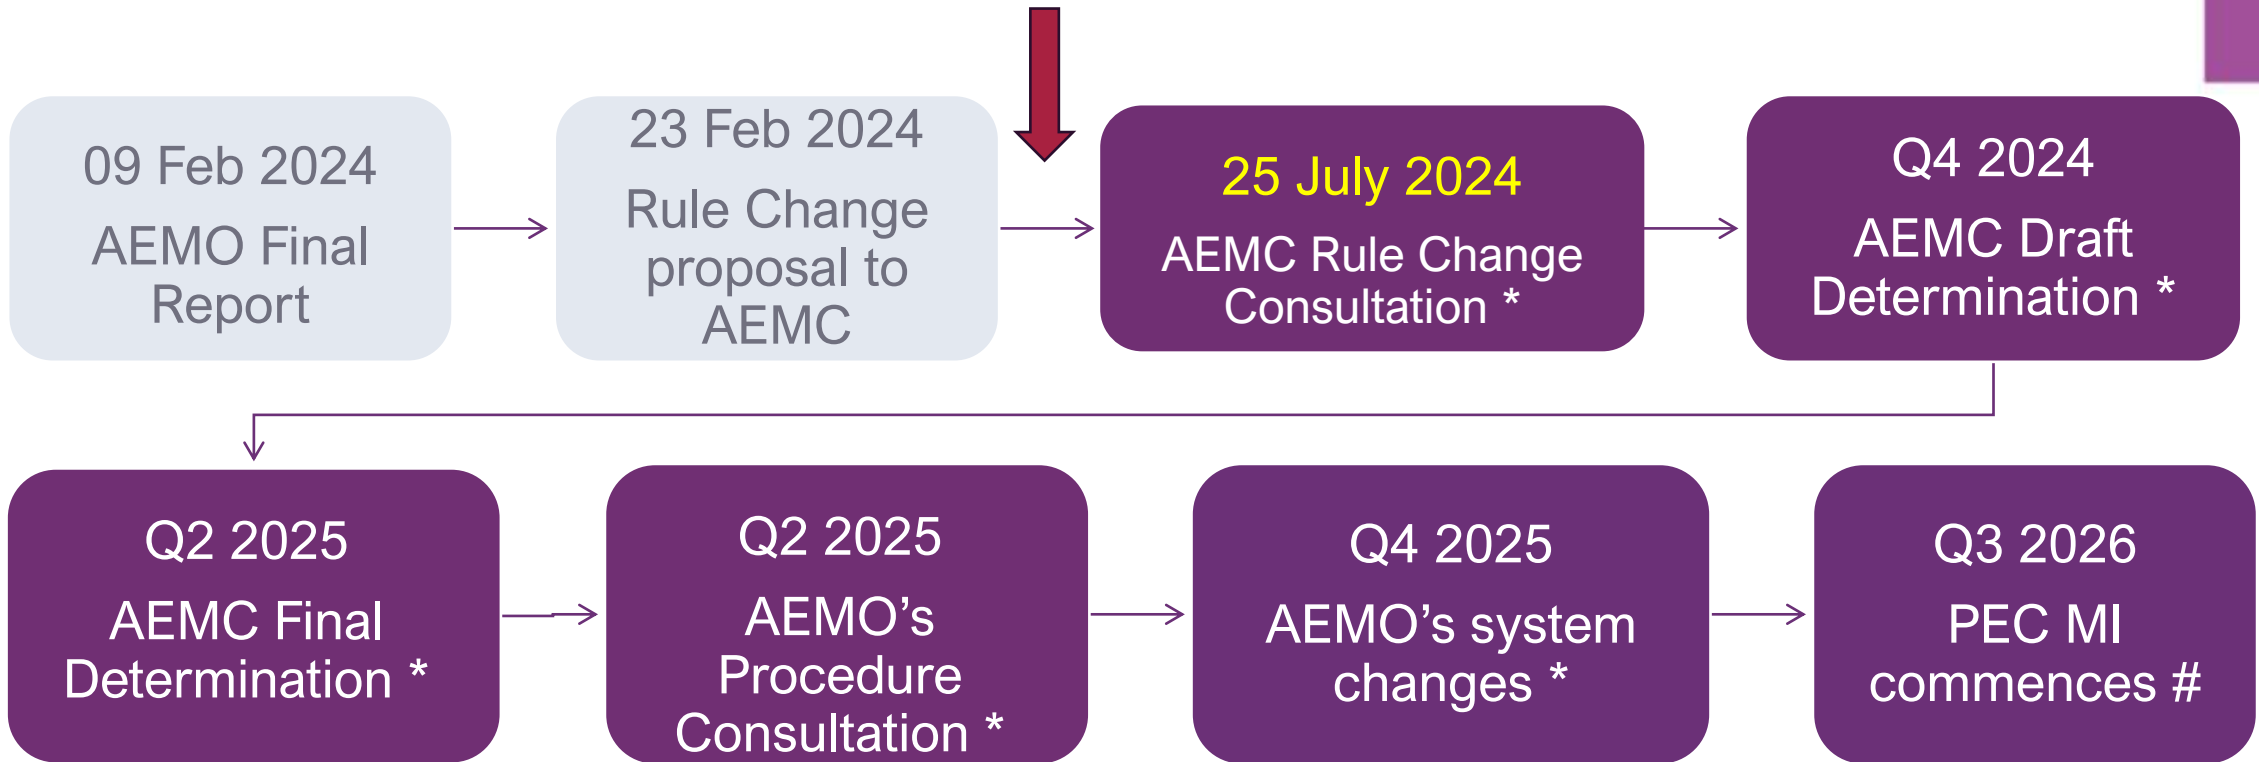 09 Feb 2024
AEMO Final
Report
23 Feb 2024
Rule Change
proposal to
AEMC
25 July 2024
AEMC Rule Change
Consultation *
Q4 2024
AEMC Draft
Determination *
Q2 2025
AEMC Final
Determination *
Q2 2025
AEMO’s
Procedure
Consultation *
Q4 2025
AEMO’s system
changes *
Q3 2026
PEC MI
commences #